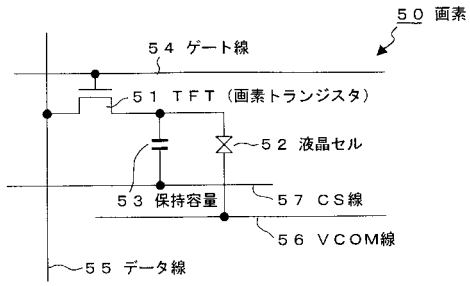 50 画素
54 ゲート線
51 TFT(画素トランジスタ)
52 液晶セル
53 保持容量
57 CS線
56 VCOM線
55 データ線